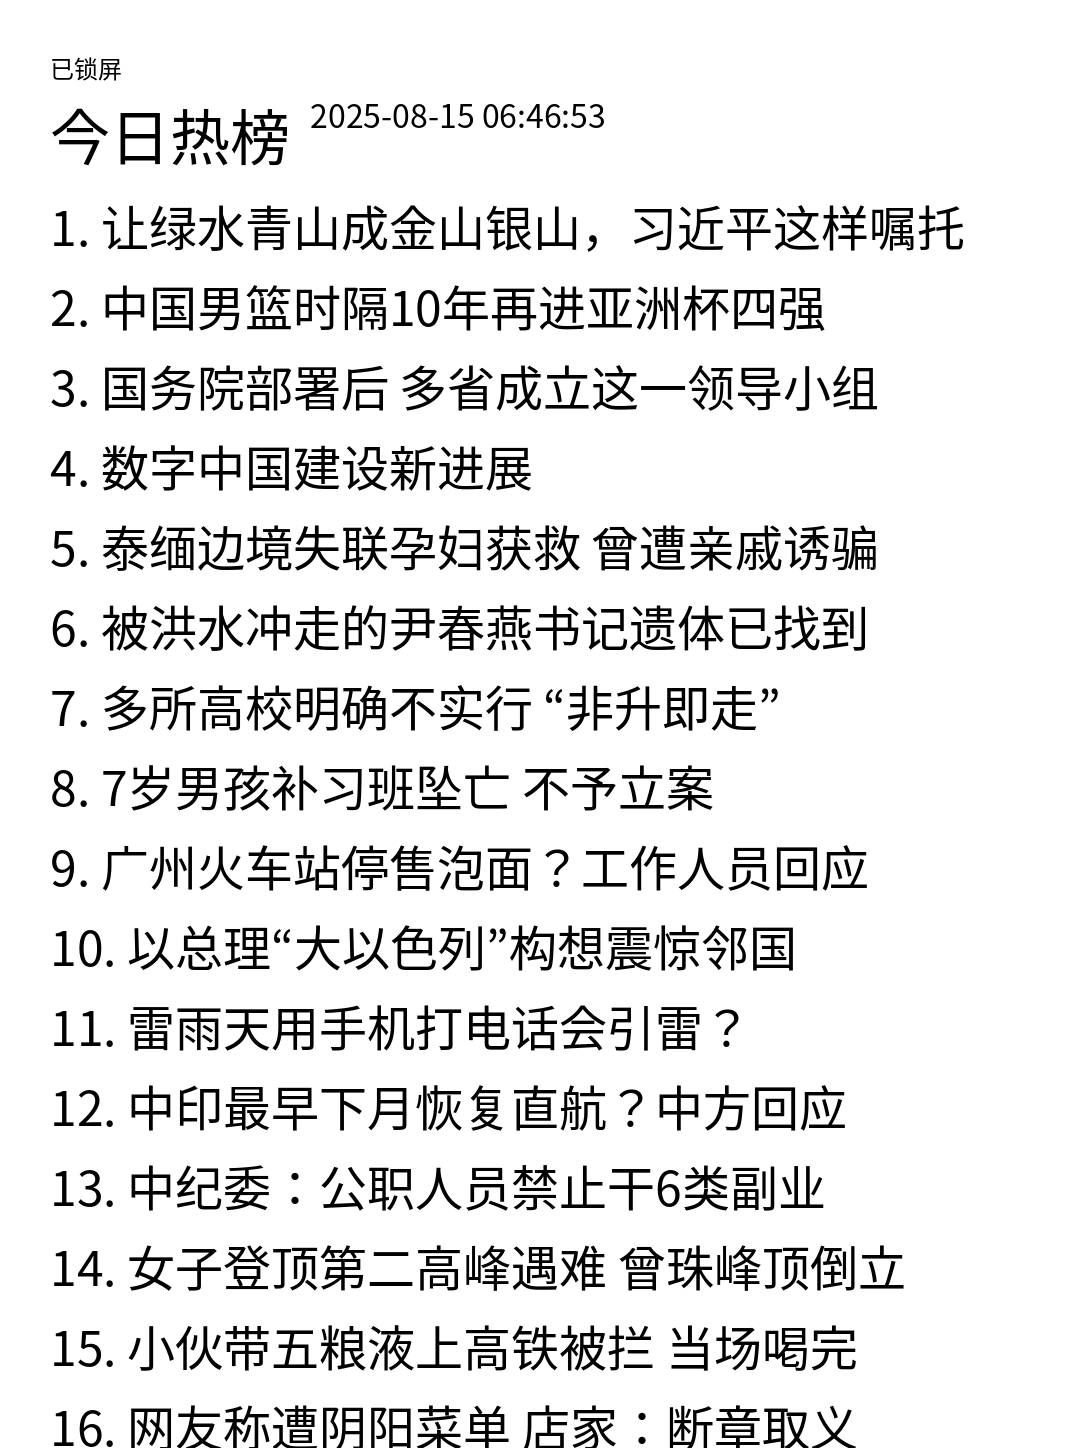 已锁屏
今日热榜 2025-08-15 06:46:53
1. 让绿水青山成金山银山，习近平这样嘱托
2. 中国男篮时隔10年再进亚洲杯四强
3. 国务院部署后 多省成立这一领导小组
4. 数字中国建设新进展
5. 泰缅边境失联孕妇获救 曾遭亲戚诱骗
6. 被洪水冲走的尹春燕书记遗体已找到
7. 多所高校明确不实行 “非升即走”
8. 7岁男孩补习班坠亡 不予立案
9. 广州火车站停售泡面？工作人员回应
10. 以总理“大以色列”构想震惊邻国
11. 雷雨天用手机打电话会引雷？
12. 中印最早下月恢复直航？中方回应
13. 中纪委：公职人员禁止干6类副业
14. 女子登顶第二高峰遇难 曾珠峰顶倒立
15. 小伙带五粮液上高铁被拦 当场喝完
16. 网友称遭阴阳菜单 店家：断章取义